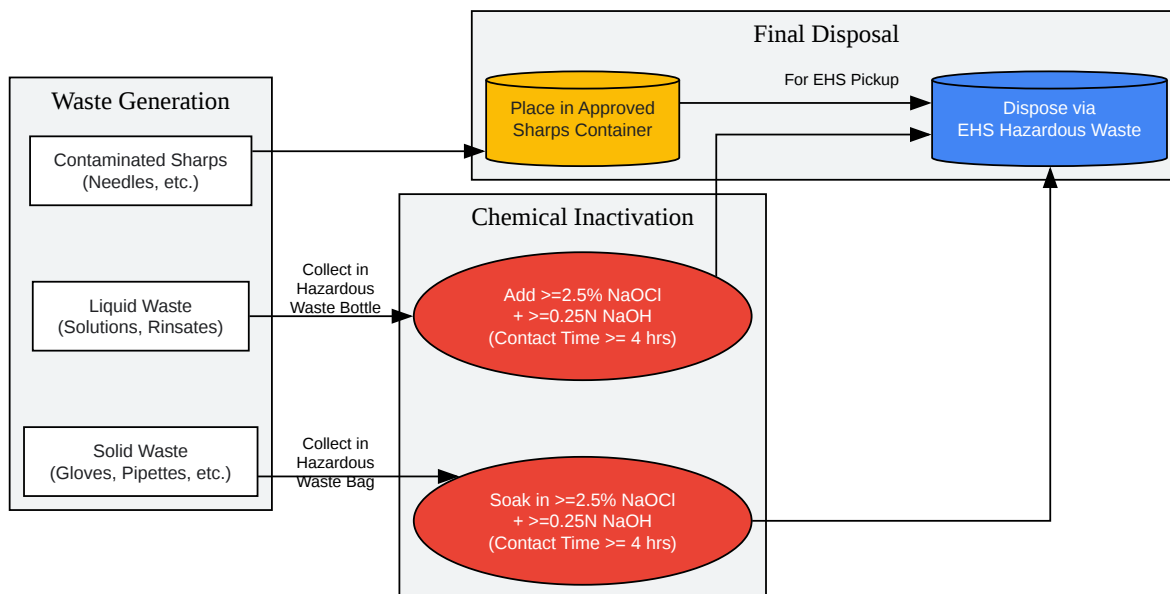 Final Disposal
For EHS Pickup
Place in Approved
Sharps Container
Dispose via
EHS Hazardous Waste
Waste Generation
Contaminated Sharps
(Needles, etc.)
Liquid Waste
(Solutions, Rinsates)
Solid Waste
(Gloves, Pipettes, etc.)
Collect in
Hazardous
Waste Bottle
Collect in
Hazardous
Waste Bag
Chemical Inactivation
Add >=2.5% NaOCl
+ >=0.25N NaOH
(Contact Time >= 4 hrs)
Soak in >=2.5% NaOCl
+ >=0.25N NaOH
(Contact Time >= 4 hrs)